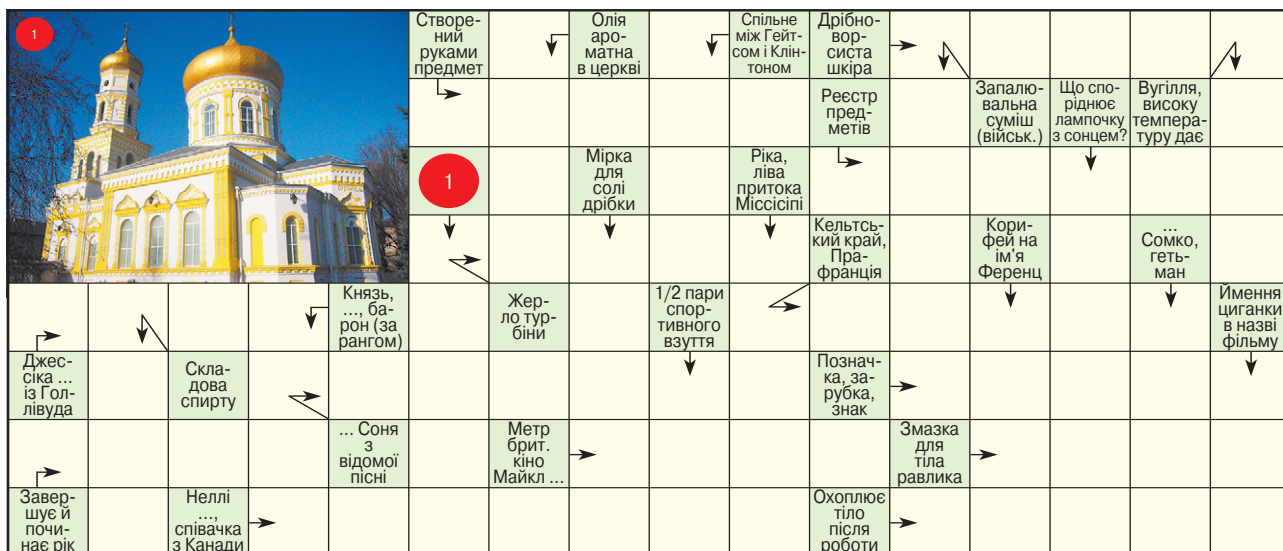 1
Створе-
ний
руками
предмет
Олія
аро-
матна
в церкві
Спільне
між Гейт-
сом і Клін-
тоном
Дрібно-
вор-
систа
шкіра
Реєстр
пред-
метів
Запалю-
вальна
суміш
(військ.)
Що спо-
ріднює
лампочку
з сонцем?
Вугілля,
високу
темпера-
туру дає
1
Мірка
для
солі
дрібки
Ріка,
ліва
притока
Міссісіпі
Кельтсь-
кий край,
Пра-
франція
Кори-
фей на
ім'я
Ференц
...
Сомко,
геть-
ман
Князь,
..., ба-
рон (за
рангом)
Жер-
ло тур-
біни
1/2 пари
спор-
тивного
взуття
Ймення
циганки
в назві
фільму
Джес-
сіка ...
із Гол-
лівуда
Скла-
дова
спирту
Познач-
ка, за-
рубка,
знак
... Соня
з
відомої
пісні
Метр
брит.
кіно
Майкл ...
Змазка
для
тіла
равлика
Завер-
шує й
почи-
нає рік
Неллі
...,
співачка
з Канади
Охоплює
тіло
після
роботи